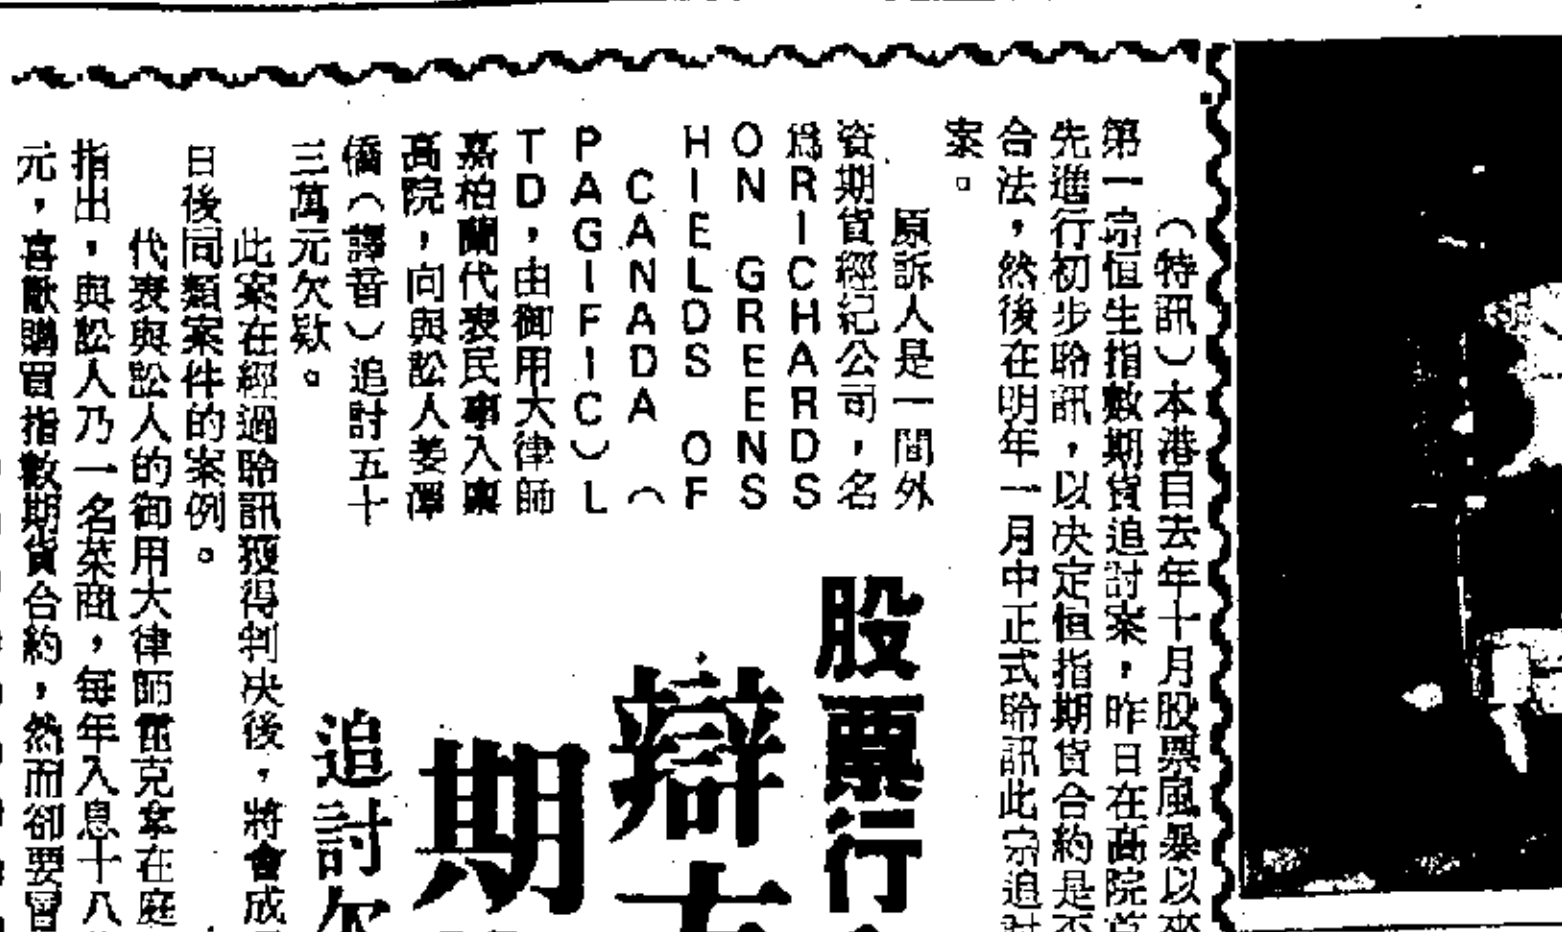 （特訊）本港自去年十月股票風暴以來
第一宗恒生指數期貨追討案，昨日在高院首
先進行初步聆訊，以决定恒指期貨合約是否
合法，然後在明年一月中正式聆訊此宗追討
案。
原訴人是一間外
資期貨經紀公司，名
爲RICHARDS
ON GREENS
HIELDS OF
CANADA（
PAGIFIC）L
TD，由御用大律師
嘉柏蘭代表民事入稟
高院，向與訟人姜潭
僑（譯音）追討五十
三萬元欠欵。
此案在經過聆訊獲得判决後，將會成
日後同類案件的案例。
代表與訟人的御用大律師雷克拿在庭
指出，與訟人乃一名菜商，每年入息十八
元，喜歡購買指數期貨合約，然而卻要冒
股票行
辯
期
追討欠